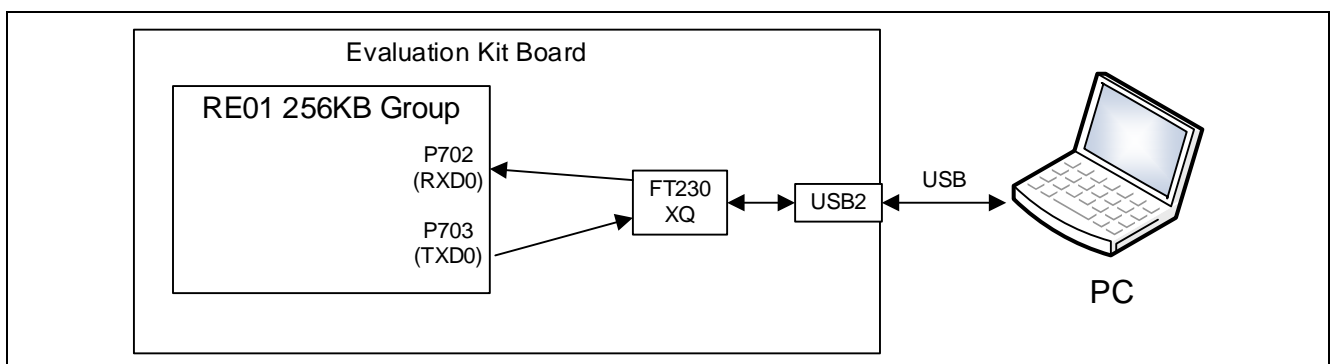 Evaluation Kit Board
RE01 256KB Group
P702
(RXD0)
FT230
XQ
USB2
USB
P703
(TXD0)
PC